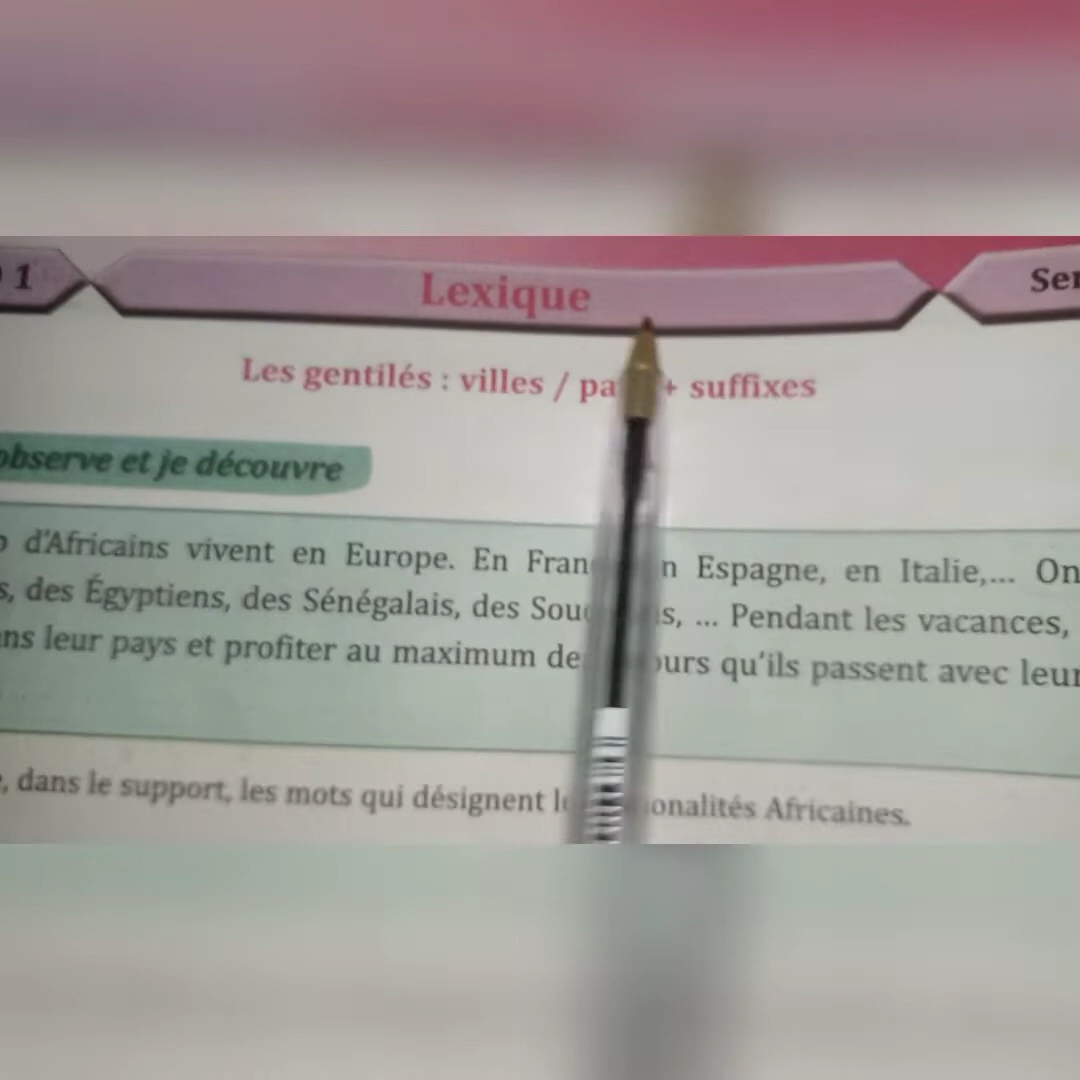 1 Lexique Sem
Les gentilés : villes / pa + suffixes
observe et je découvre
d'Africains vivent en Europe. En Fran n Espagne, en Italie,... On
s, des Égyptiens, des Sénégalais, des Sou s, ... Pendant les vacances,
ns leur pays et profiter au maximum de ours qu'ils passent avec leur
, dans le support, les mots qui désignent l onalités Africaines.